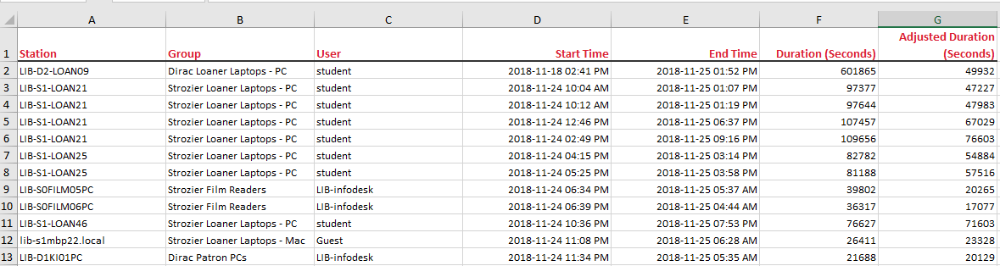 A B C D E F G
Adjusted Duration
1 Station Group User Start Time End Time Duration (Seconds) (Seconds)
2 LIB-D2-LOAN09 Dirac Loaner Laptops - PC student 2018-11-18 02:41 PM 2018-11-25 01:52 PM 601865 49932
3 LIB-S1-LOAN21 Strozier Loaner Laptops - PC student 2018-11-24 10:04 AM 2018-11-25 01:07 PM 97377 47227
4 LIB-S1-LOAN21 Strozier Loaner Laptops - PC student 2018-11-24 10:12 AM 2018-11-25 01:19 PM 97644 47983
5 LIB-S1-LOAN21 Strozier Loaner Laptops - PC student 2018-11-24 12:46 PM 2018-11-25 06:37 PM 107457 67029
6 LIB-S1-LOAN21 Strozier Loaner Laptops - PC student 2018-11-24 02:49 PM 2018-11-25 09:16 PM 109656 76603
7 LIB-S1-LOAN25 Strozier Loaner Laptops - PC student 2018-11-24 04:15 PM 2018-11-25 03:14 PM 82782 54884
8 LIB-S1-LOAN25 Strozier Loaner Laptops - PC student 2018-11-24 05:25 PM 2018-11-25 03:58 PM 81188 57516
9 LIB-S0FILM05PC Strozier Film Readers LIB-infodesk 2018-11-24 06:34 PM 2018-11-25 05:37 AM 39802 20265
10 LIB-S0FILM06PC Strozier Film Readers LIB-infodesk 2018-11-24 06:39 PM 2018-11-25 04:44 AM 36317 17077
11 LIB-S1-LOAN46 Strozier Loaner Laptops - PC student 2018-11-24 10:36 PM 2018-11-25 07:53 PM 76627 71603
12 lib-s1mbp22.local Strozier Loaner Laptops - Mac Guest 2018-11-24 11:08 PM 2018-11-25 06:28 AM 26411 23328
13 LIB-D1KI01PC Dirac Patron PCs LIB-infodesk 2018-11-24 11:34 PM 2018-11-25 05:35 AM 21688 20129